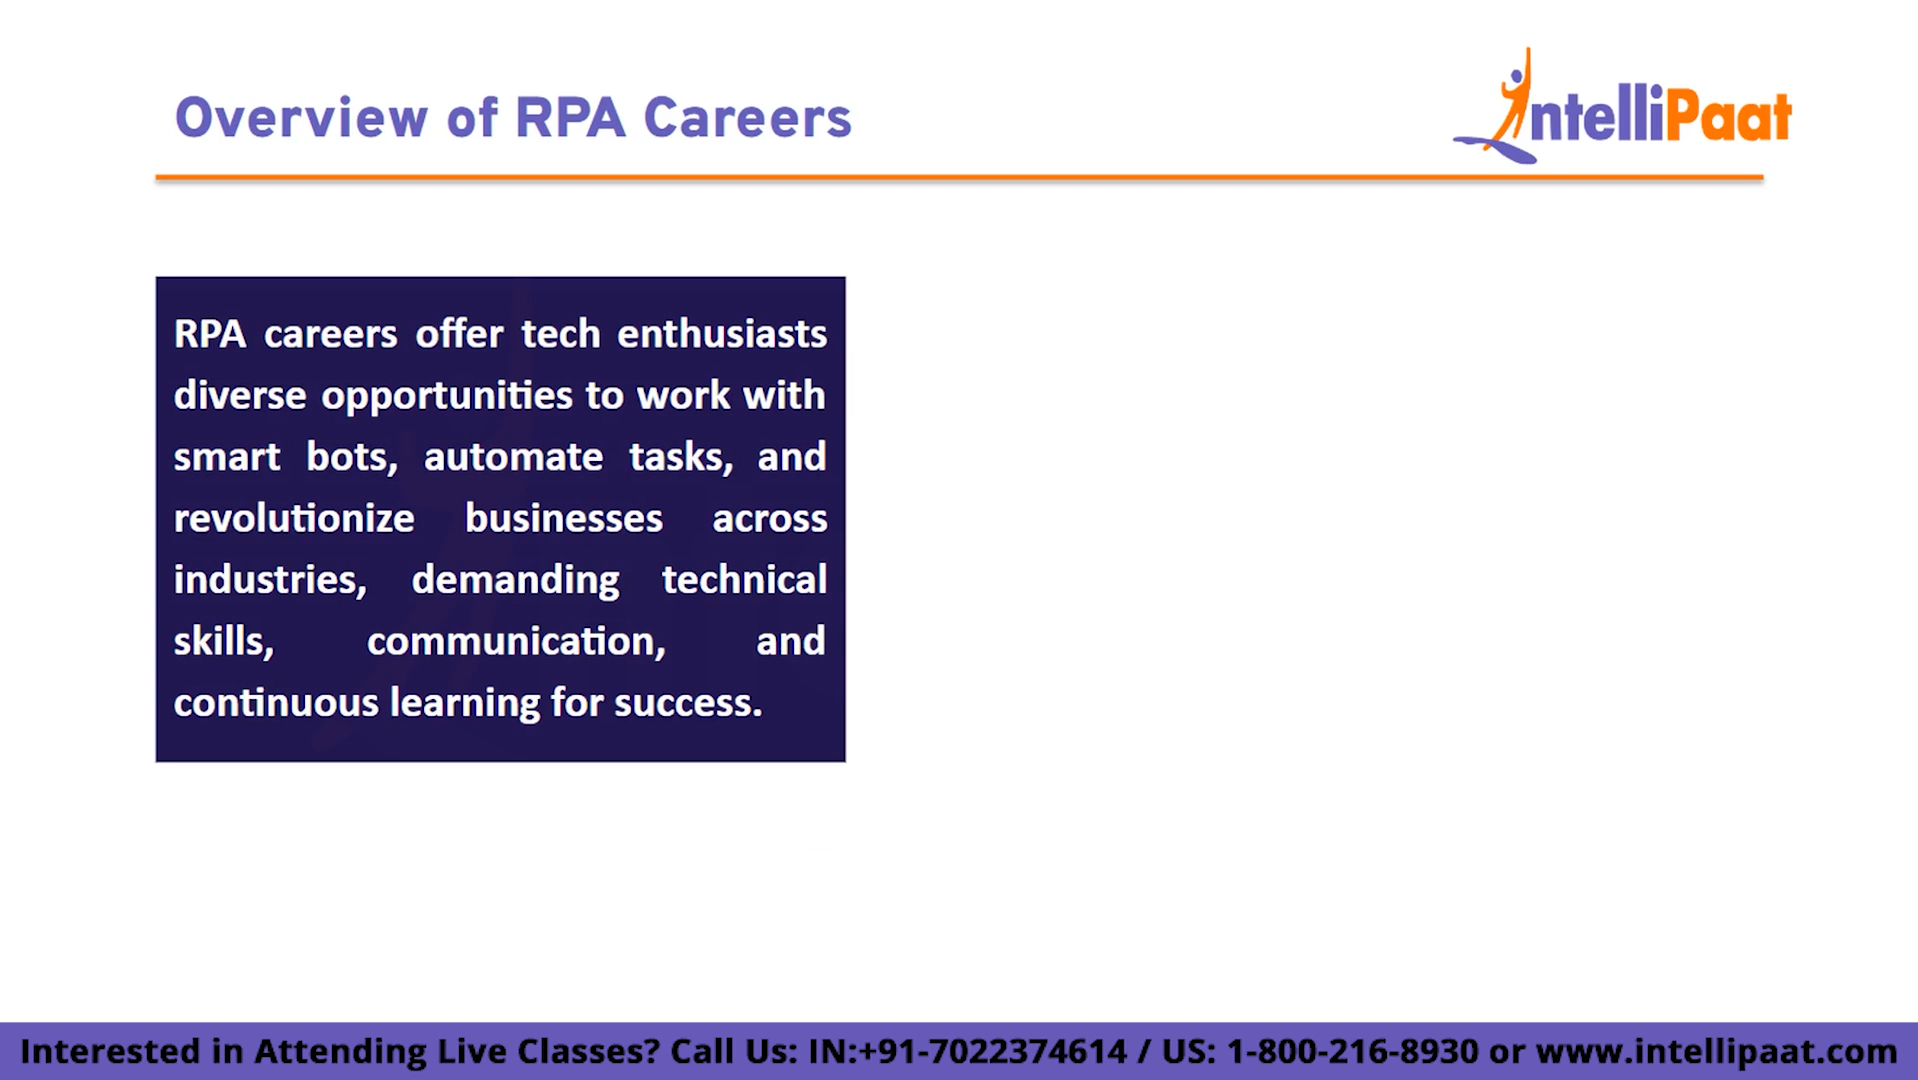 Overview of RPA Careers
IntelliPaat
RPA careers offer tech enthusiasts
diverse opportunities to work with
smart bots, automate tasks, and
revolutionize businesses across
industries, demanding technical
skills, communication, and
continuous learning for success.
Interested in Attending Live Classes? Call Us: IN:+91-7022374614 / US: 1-800-216-8930 or www.intellipaat.com